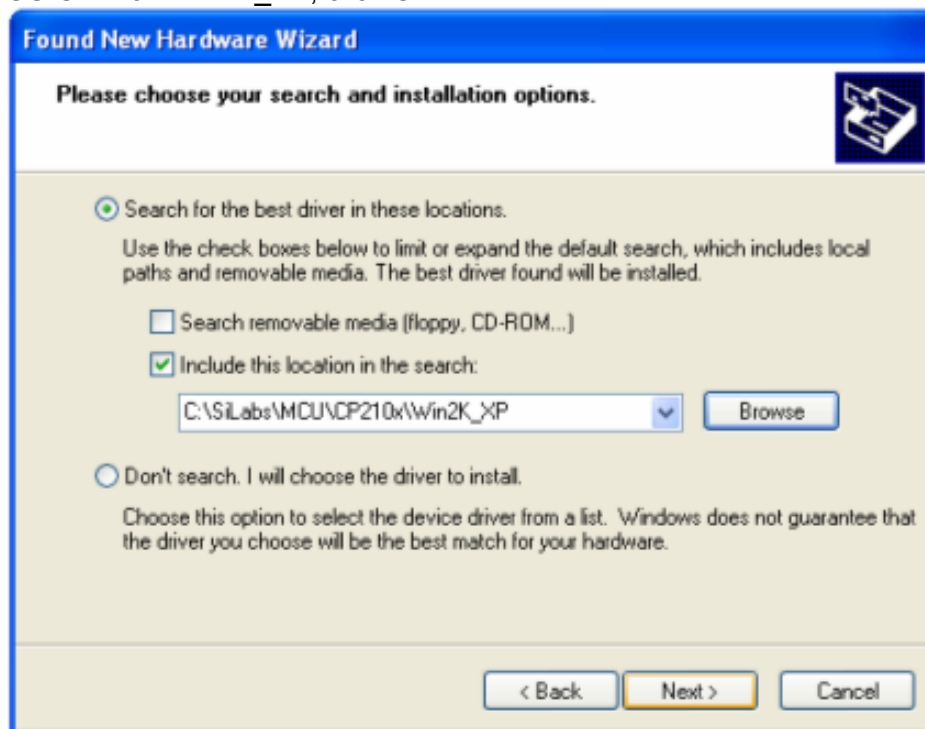 Found New Hardware Wizard
Please choose your search and installation options.
Search for the best driver in these locations.
Use the check boxes below to limit or expand the default search, which includes local
paths and removable media. The best driver found will be installed.
Search removable media (floppy, CD-ROM...)
Include this location in the search:
C:\SiLabs\MCU\CP210x\Win2K_XP
Browse
Don't search. I will choose the driver to install.
Choose this option to select the device driver from a list. Windows does not guarantee that
the driver you choose will be the best match for your hardware.
< Back
Next >
Cancel